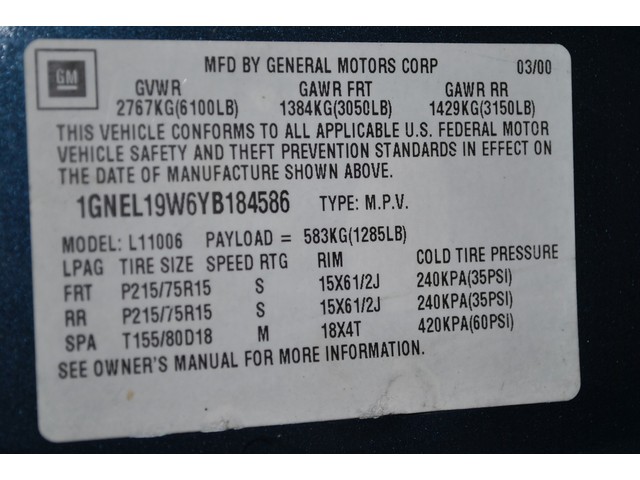 GM
MFD BY GENERAL MOTORS CORP 03/00
GVWR GAWR FRT GAWR RR
2767KG(6100LB) 1384KG(3050LB) 1429KG(3150LB)
THIS VEHICLE CONFORMS TO ALL APPLICABLE U.S. FEDERAL MOTOR
VEHICLE SAFETY AND THEFT PREVENTION STANDARDS IN EFFECT ON
THE DATE OF MANUFACTURE SHOWN ABOVE.
1GNEL19W6YB184586 TYPE: M.P.V.
MODEL: L11006 PAYLOAD = 583KG(1285LB)
LPAG TIRE SIZE SPEED RTG RIM COLD TIRE PRESSURE
FRT P215/75R15 S 15X61/2J 240KPA(35PSI)
RR P215/75R15 S 15X61/2J 240KPA(35PSI)
SPA T155/80D18 M 18X4T 420KPA(60PSI)
SEE OWNER'S MANUAL FOR MORE INFORMATION.